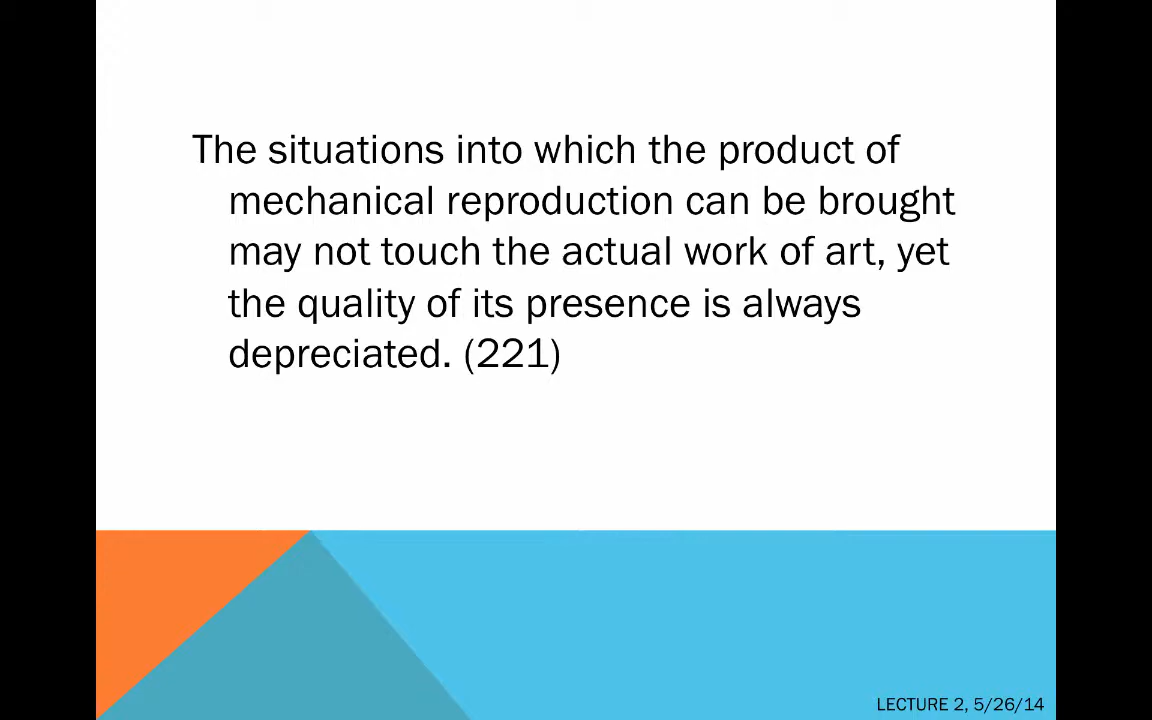 The situations into which the product of
mechanical reproduction can be brought
may not touch the actual work of art, yet
the quality of its presence is always
depreciated. (221)
LECTURE 2, 5/26/14